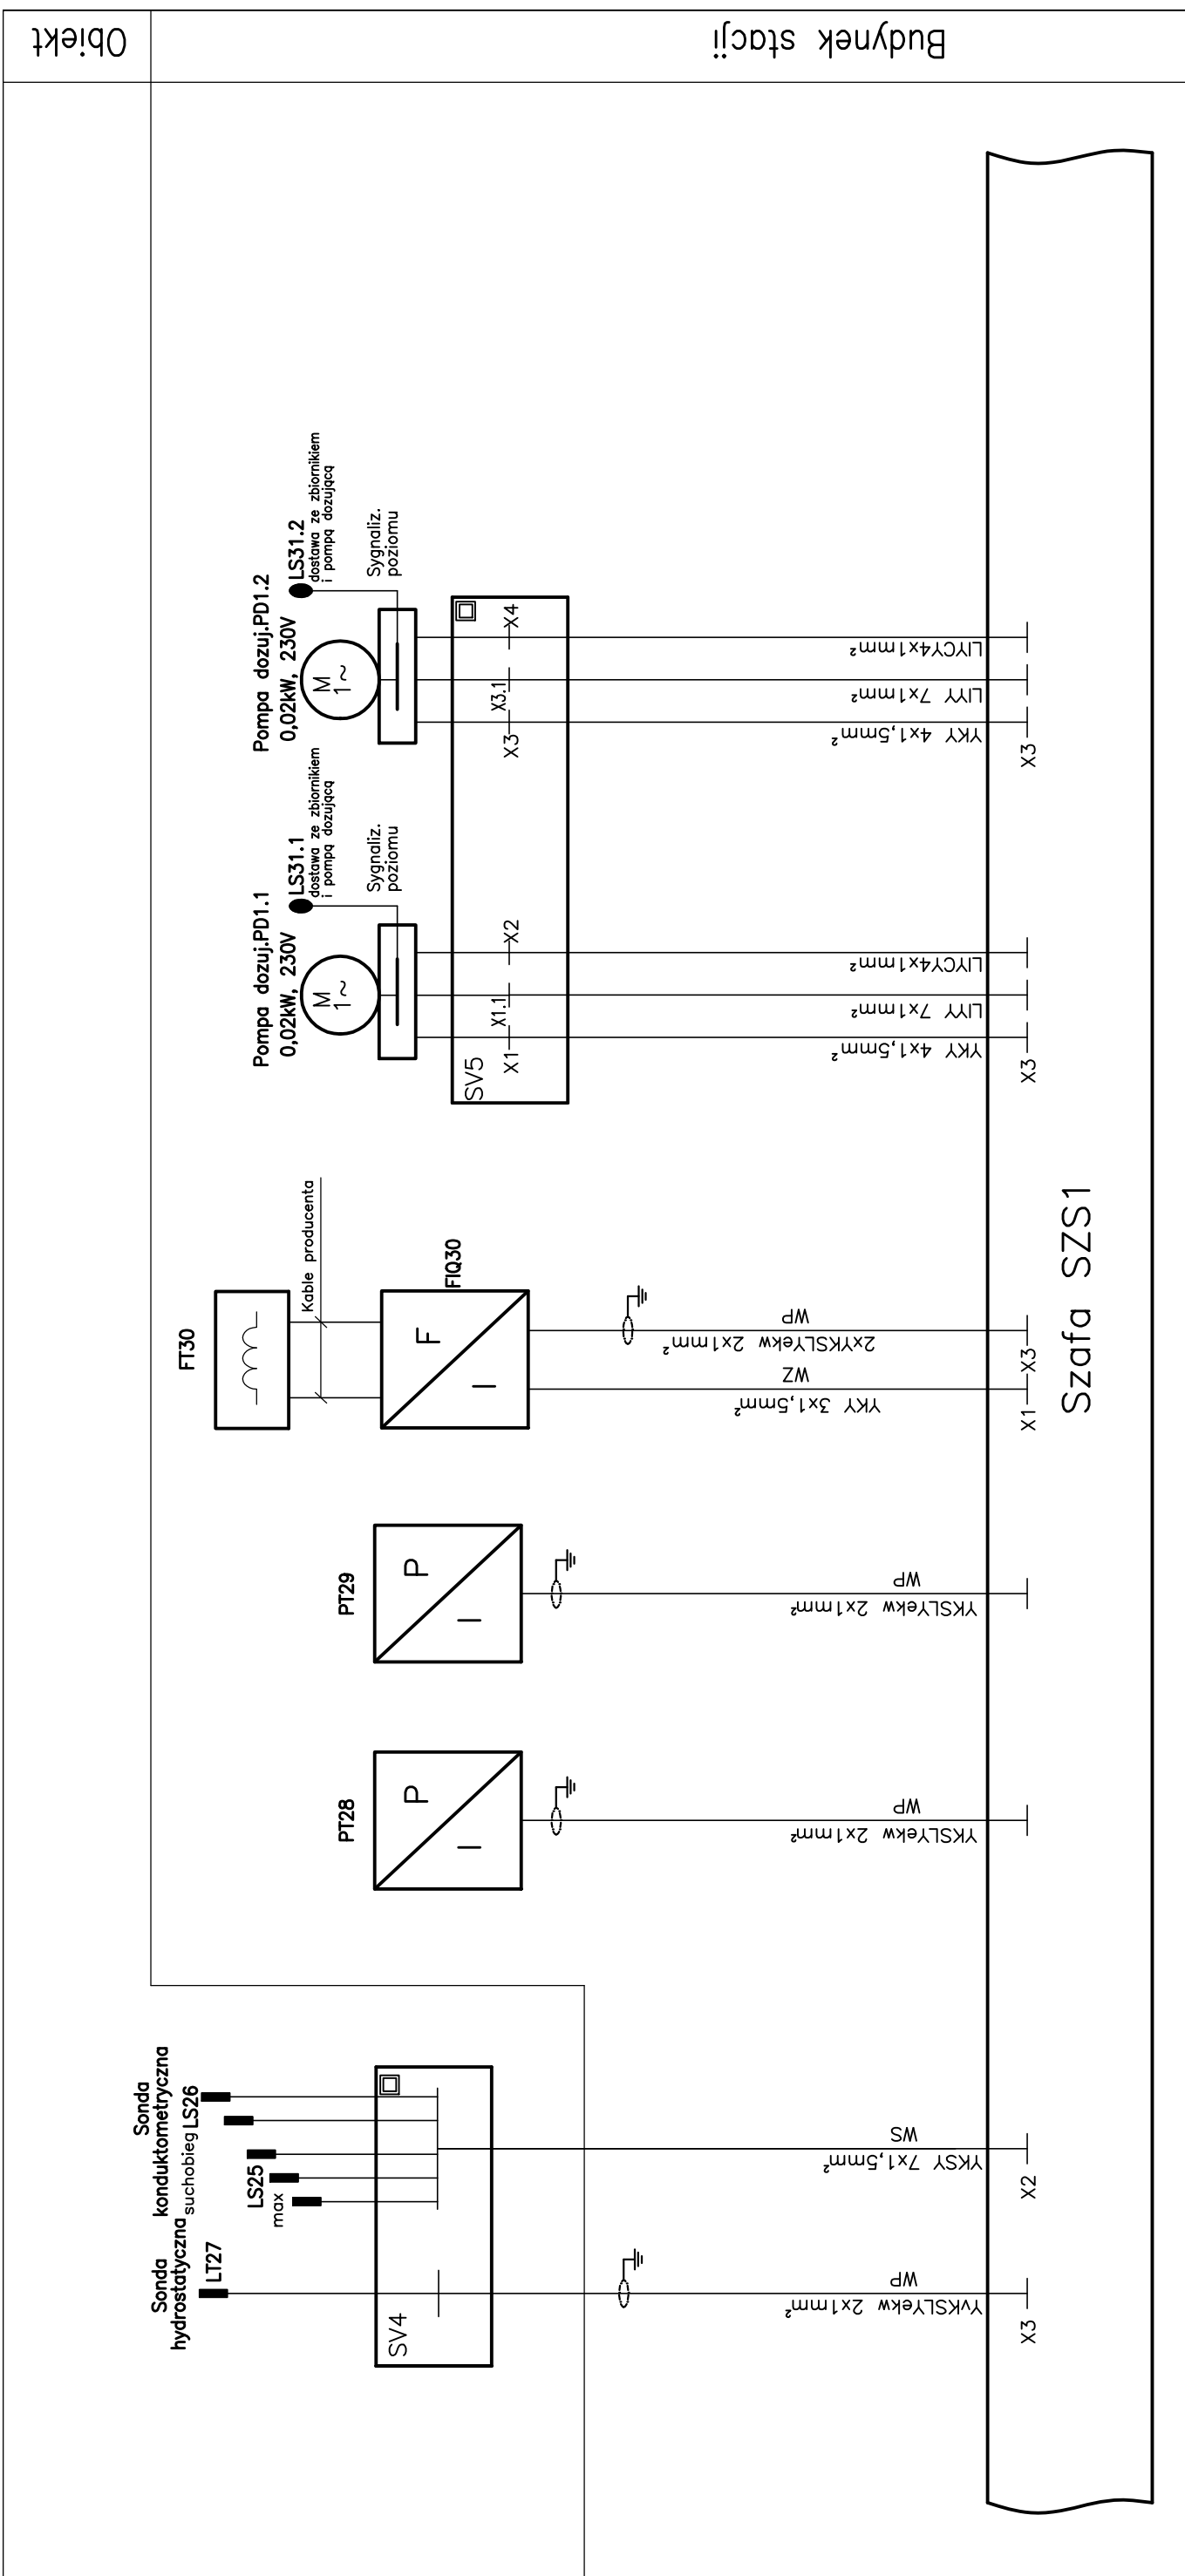 Obiekt
Budynek stacji
Sonda
hydrostatyczna
LT27
Sonda
konduktometryczna
suchobieg LS26
LS25
max
SV4
YvKSLYekw 2x1mm²
WP
X3
YKSY 7x1,5mm²
WS
X2
PT28
P
I
YKSLYekw 2x1mm²
WP
PT29
P
I
YKSLYekw 2x1mm²
WP
FT30
Kable producenta
FIQ30
F
I
YKY 3x1,5mm²
WZ
X1
2xYKSLYekw 2x1mm²
WP
X3
Pompa dozuj.PD1.1
0,02kW, 230V
M
1~
LS31.1
dostawa ze zbiornikiem
i pompą dozującą
Sygnaliz.
poziomu
SV5
X1
X1.1
X2
YKY 4x1,5mm²
LIYY 7x1mm²
LIYCY4x1mm²
X3
Pompa dozuj.PD1.2
0,02kW, 230V
M
1~
LS31.2
dostawa ze zbiornikiem
i pompą dozującą
Sygnaliz.
poziomu
X3
X3.1
X4
YKY 4x1,5mm²
LIYY 7x1mm²
LIYCY4x1mm²
X3
Szafa SZS1